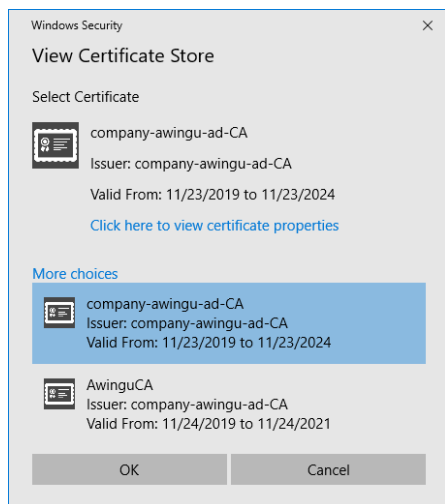 Windows Security
View Certificate Store
Select Certificate
company-awingu-ad-CA
Issuer: company-awingu-ad-CA
Valid From: 11/23/2019 to 11/23/2024
Click here to view certificate properties
More choices
company-awingu-ad-CA
Issuer: company-awingu-ad-CA
Valid From: 11/23/2019 to 11/23/2024
AwinguCA
Issuer: company-awingu-ad-CA
Valid From: 11/24/2019 to 11/24/2021
OK
Cancel